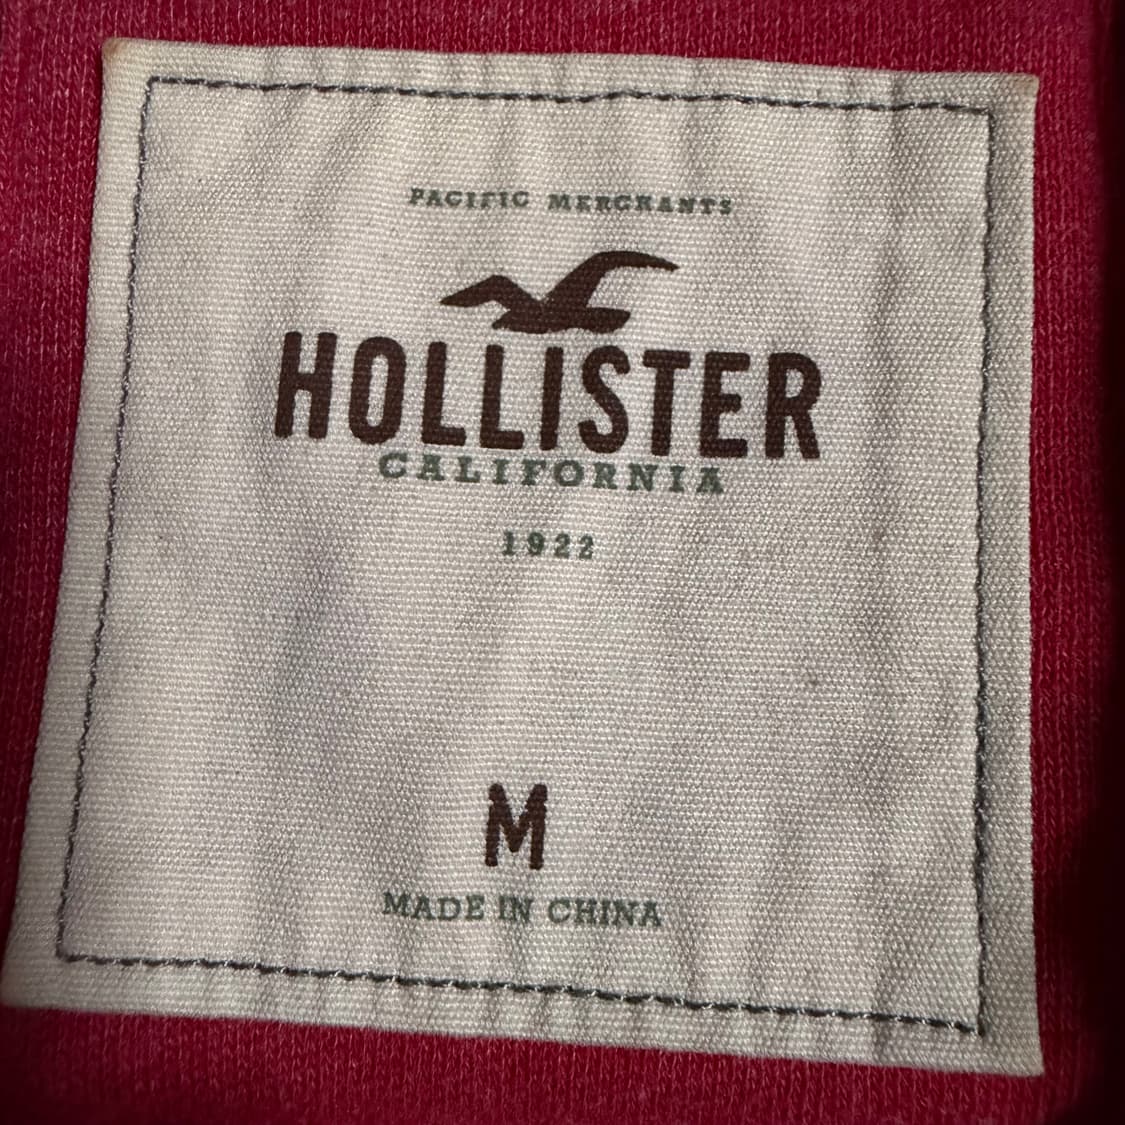 PACIFIC MERCHANTS
HOLLISTER
CALIFORNIA
1922
M
MADE IN CHINA